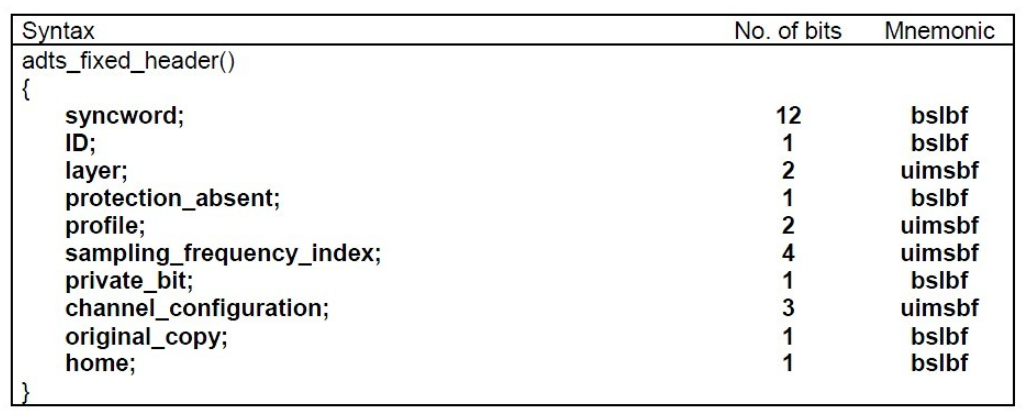 Syntax No. of bits Mnemonic
adts_fixed_header()
{
syncword; 12 bslbf
ID; 1 bslbf
layer; 2 uimsbf
protection_absent; 1 bslbf
profile; 2 uimsbf
sampling_frequency_index; 4 uimsbf
private_bit; 1 bslbf
channel_configuration; 3 uimsbf
original_copy; 1 bslbf
home; 1 bslbf
}